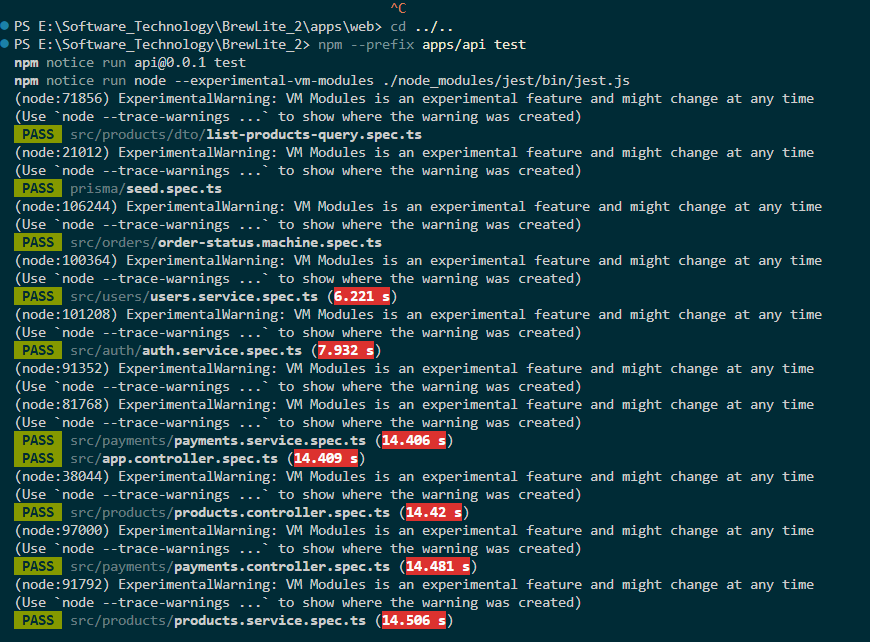 ^C
PS E:\Software_Technology\BrewLite_2\apps\web> cd ../..
PS E:\Software_Technology\BrewLite_2> npm --prefix apps/api test
npm notice run api@0.0.1 test
npm notice run node --experimental-vm-modules ./node_modules/jest/bin/jest.js
(node:71856) ExperimentalWarning: VM Modules is an experimental feature and might change at any time
(Use `node --trace-warnings ...` to show where the warning was created)
PASS src/products/dto/list-products-query.spec.ts
(node:21012) ExperimentalWarning: VM Modules is an experimental feature and might change at any time
(Use `node --trace-warnings ...` to show where the warning was created)
PASS prisma/seed.spec.ts
(node:106244) ExperimentalWarning: VM Modules is an experimental feature and might change at any time
(Use `node --trace-warnings ...` to show where the warning was created)
PASS src/orders/order-status.machine.spec.ts
(node:100364) ExperimentalWarning: VM Modules is an experimental feature and might change at any time
(Use `node --trace-warnings ...` to show where the warning was created)
PASS src/users/users.service.spec.ts (6.221 s)
(node:101208) ExperimentalWarning: VM Modules is an experimental feature and might change at any time
(Use `node --trace-warnings ...` to show where the warning was created)
PASS src/auth/auth.service.spec.ts (7.932 s)
(node:91352) ExperimentalWarning: VM Modules is an experimental feature and might change at any time
(Use `node --trace-warnings ...` to show where the warning was created)
(node:81768) ExperimentalWarning: VM Modules is an experimental feature and might change at any time
(Use `node --trace-warnings ...` to show where the warning was created)
PASS src/payments/payments.service.spec.ts (14.406 s)
PASS src/app.controller.spec.ts (14.409 s)
(node:38044) ExperimentalWarning: VM Modules is an experimental feature and might change at any time
(Use `node --trace-warnings ...` to show where the warning was created)
PASS src/products/products.controller.spec.ts (14.42 s)
(node:97000) ExperimentalWarning: VM Modules is an experimental feature and might change at any time
(Use `node --trace-warnings ...` to show where the warning was created)
PASS src/payments/payments.controller.spec.ts (14.481 s)
(node:91792) ExperimentalWarning: VM Modules is an experimental feature and might change at any time
(Use `node --trace-warnings ...` to show where the warning was created)
PASS src/products/products.service.spec.ts (14.506 s)